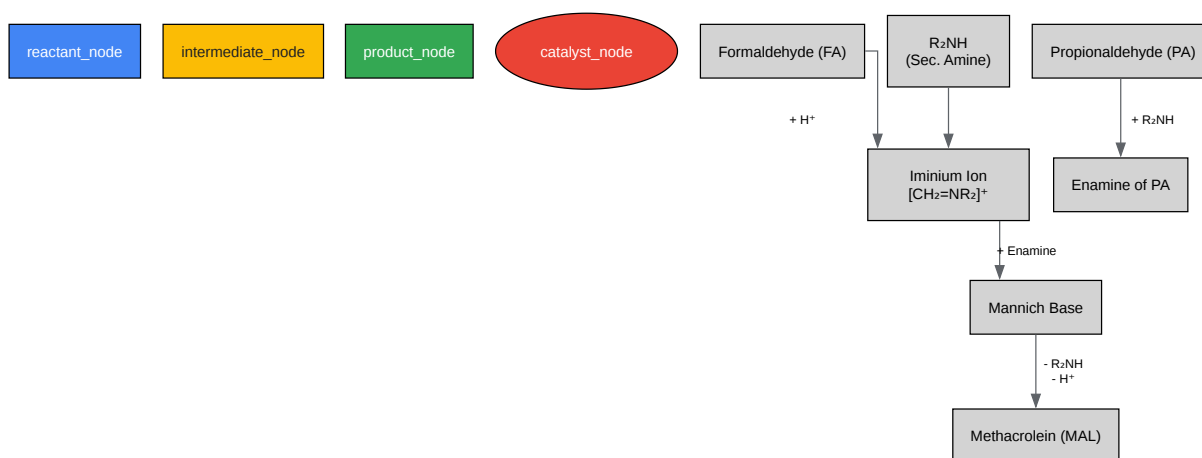 reactant_node
intermediate_node
product_node
catalyst_node
Formaldehyde (FA)
R₂NH
(Sec. Amine)
Propionaldehyde (PA)
+ H⁺
+ R₂NH
Iminium Ion
[CH₂=NR₂]⁺
Enamine of PA
+ Enamine
Mannich Base
- R₂NH
- H⁺
Methacrolein (MAL)